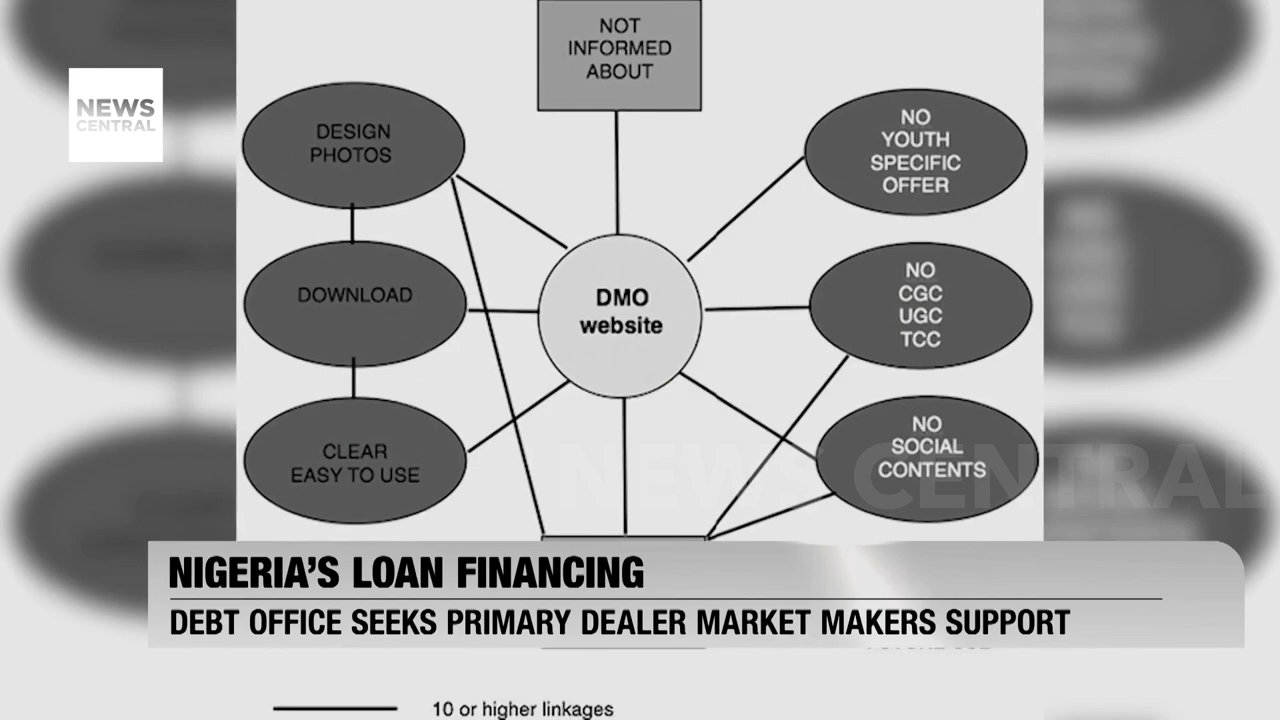 NEWS
CENTRAL
NOT
INFORMED
ABOUT
DESIGN
PHOTOS
NO
YOUTH
SPECIFIC
OFFER
DOWNLOAD
DMO
website
NO
CGC
UGC
TCC
CLEAR
EASY TO USE
NO
SOCIAL
CONTENTS
NEWS CENTRAL
NIGERIA'S LOAN FINANCING
DEBT OFFICE SEEKS PRIMARY DEALER MARKET MAKERS SUPPORT
10 or higher linkages